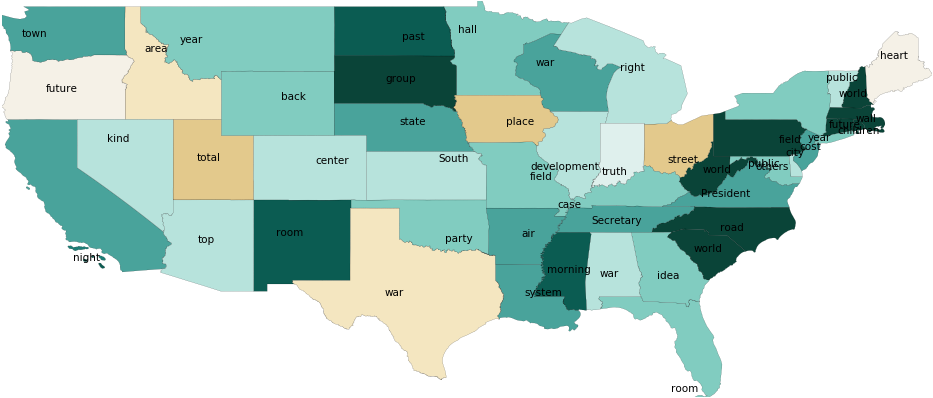 town
area
year
past
hall
war
right
public
heart
future
back
group
world
kind
total
state
place
wall
future
children
center
South
development
field
truth
street
field
year
cost
city
world
public
others
President
top
room
party
case
air
Secretary
road
world
night
war
morning
system
war
idea
room